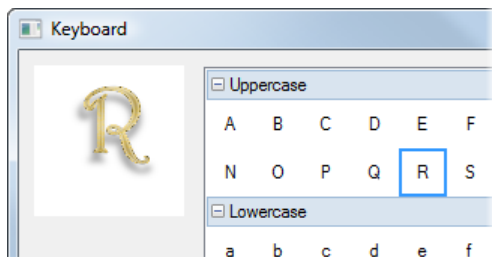 Keyboard
R
Uppercase
A B C D E F
N O P Q R S
Lowercase
a b c d e f